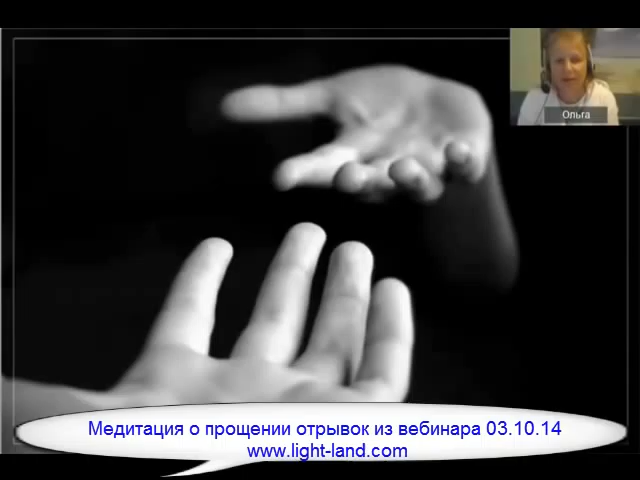 Ольга
Медитация о прощении отрывок из вебинара 03.10.14
www.light-land.com